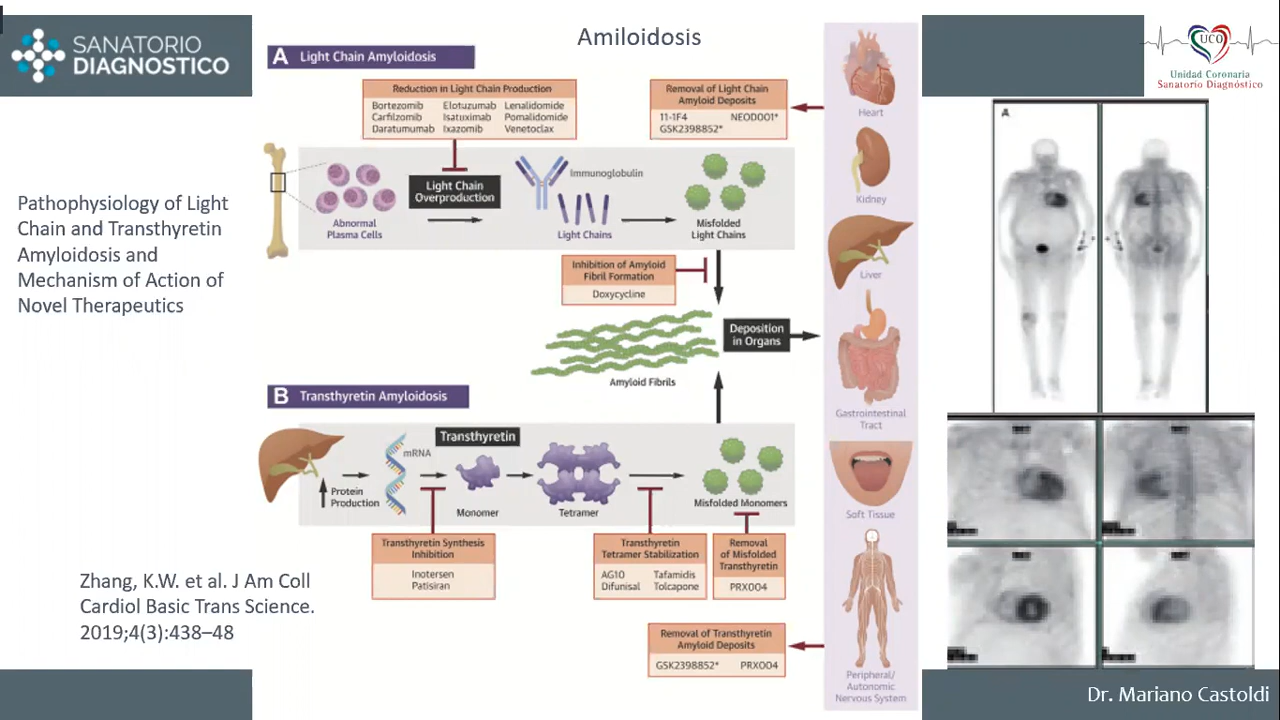 SANATORIO
DIAGNOSTICO
Amiloidosis
UCO
Unidad Coronaria
Sanatorio Diagnóstico
Pathophysiology of Light
Chain and Transthyretin
Amyloidosis and
Mechanism of Action of
Novel Therapeutics
Zhang, K.W. et al. J Am Coll
Cardiol Basic Trans Science.
2019;4(3):438–48
A Light Chain Amyloidosis
Reduction in Light Chain Production
Bortezomib Elotuzumab Lenalidomide
Carfilzomib Isatuximab Pomalidomide
Daratumumab Ixazomib Venetoclax
Removal of Light Chain
Amyloid Deposits
11-1F4 NEOD001*
GSK2398852*
Abnormal
Plasma Cells
Light Chain
Overproduction
Immunoglobulin
Light Chains
Misfolded
Light Chains
Inhibition of Amyloid
Fibril Formation
Doxycycline
Amyloid Fibrils
Deposition
in Organs
B Transthyretin Amyloidosis
Protein
Production
mRNA
Transthyretin
Monomer
Tetramer
Misfolded Monomers
Transthyretin Synthesis
Inhibition
Inotersen
Patisiran
Transthyretin
Tetramer Stabilization
AG10 Tafamidis
Difunisal Tolcapone
Removal
of Misfolded
Transthyretin
PRX004
Removal of Transthyretin
Amyloid Deposits
GSK2398852* PRX004
Heart
Kidney
Liver
Gastrointestinal
Tract
Soft Tissue
Peripheral/
Autonomic
Nervous System
A
Dr. Mariano Castoldi